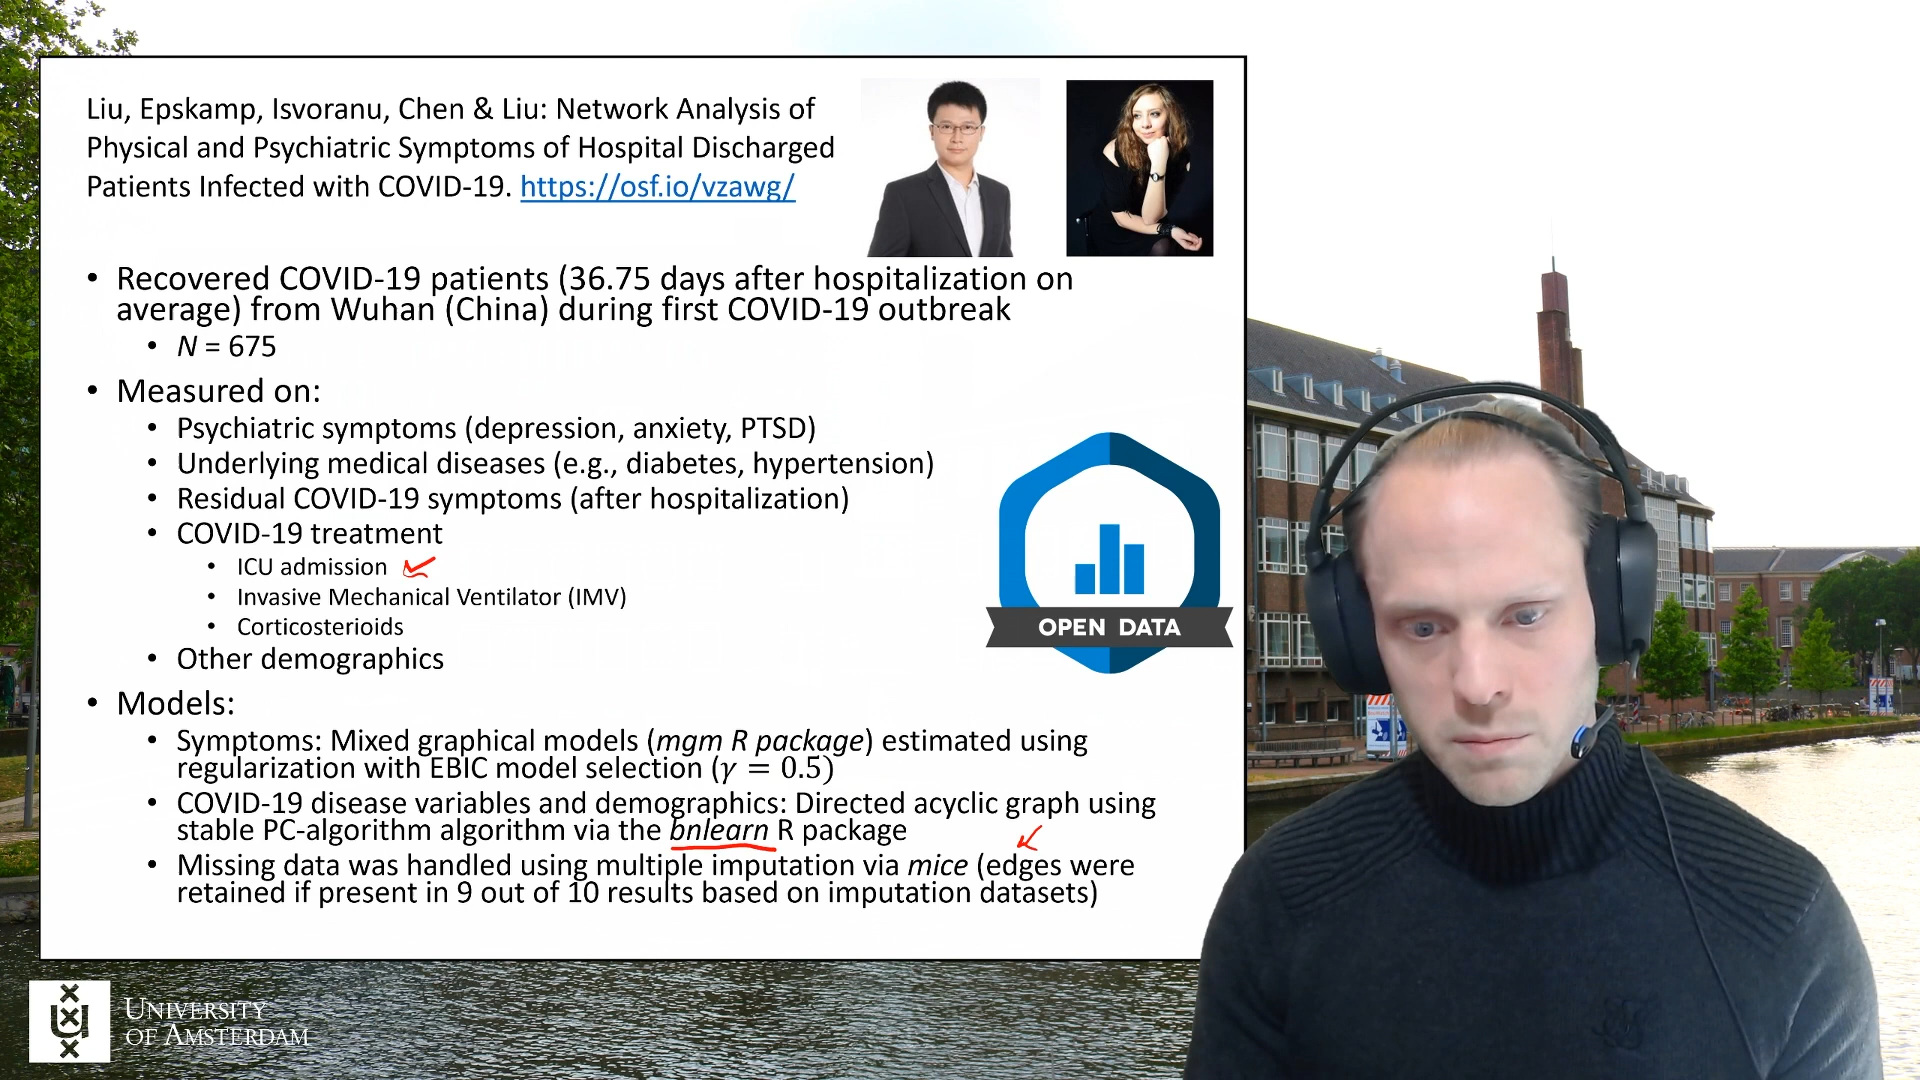 Liu, Epskamp, Isvoranu, Chen & Liu: Network Analysis of
Physical and Psychiatric Symptoms of Hospital Discharged
Patients Infected with COVID-19. https://osf.io/vzawg/
• Recovered COVID-19 patients (36.75 days after hospitalization on
average) from Wuhan (China) during first COVID-19 outbreak
• N = 675
• Measured on:
• Psychiatric symptoms (depression, anxiety, PTSD)
• Underlying medical diseases (e.g., diabetes, hypertension)
• Residual COVID-19 symptoms (after hospitalization)
• COVID-19 treatment
• ICU admission
• Invasive Mechanical Ventilator (IMV)
• Corticosterioids
• Other demographics
OPEN DATA
• Models:
• Symptoms: Mixed graphical models (mgm R package) estimated using
regularization with EBIC model selection (γ = 0.5)
• COVID-19 disease variables and demographics: Directed acyclic graph using
stable PC-algorithm algorithm via the bnlearn R package
• Missing data was handled using multiple imputation via mice (edges were
retained if present in 9 out of 10 results based on imputation datasets)
UNIVERSITY
OF AMSTERDAM